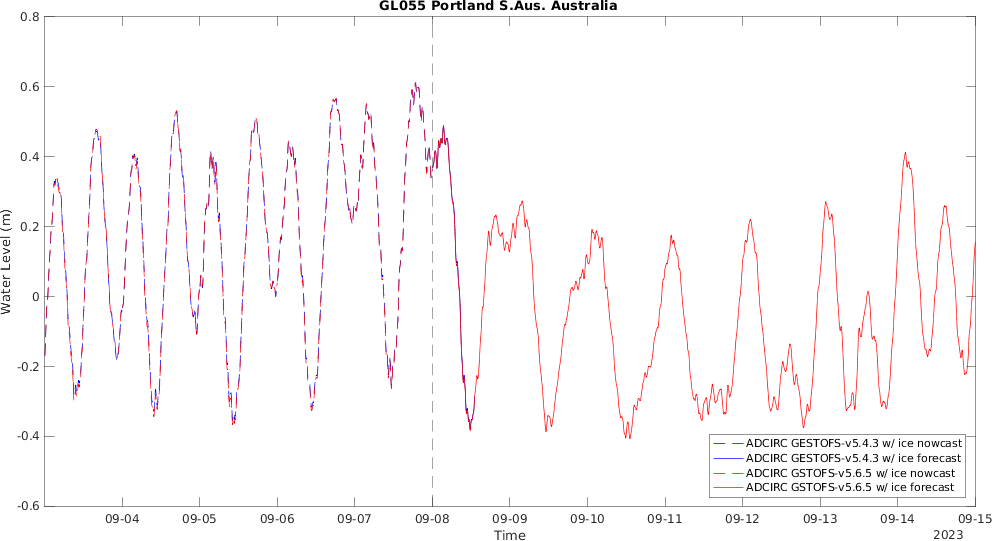 GL055 Portland S.Aus. Australia
0.8
0.6
0.4
0.2
0
-0.2
-0.4
-0.6
Water Level (m)
ADCIRC GESTOFS-v5.4.3 w/ ice nowcast
ADCIRC GESTOFS-v5.4.3 w/ ice forecast
ADCIRC GSTOFS-v5.6.5 w/ ice nowcast
ADCIRC GSTOFS-v5.6.5 w/ ice forecast
09-04 09-05 09-06 09-07 09-08 09-09 09-10 09-11 09-12 09-13 09-14 09-15
Time
2023